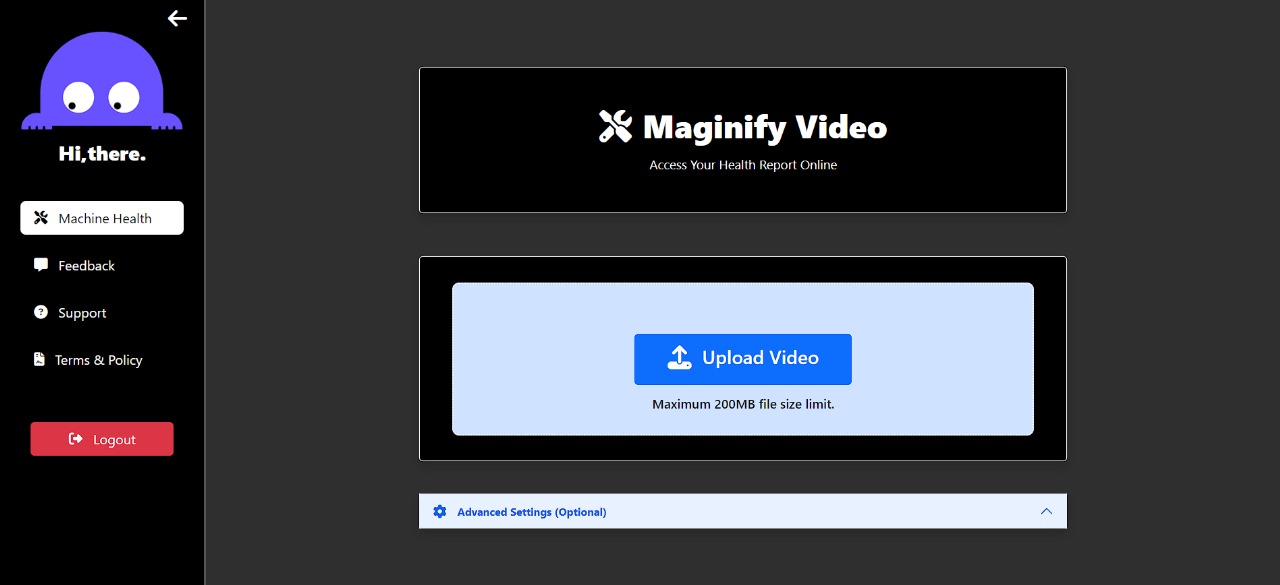 Hi,there.
Machine Health
Feedback
Support
Terms & Policy
Logout
Maginify Video
Access Your Health Report Online
Upload Video
Maximum 200MB file size limit.
Advanced Settings (Optional)